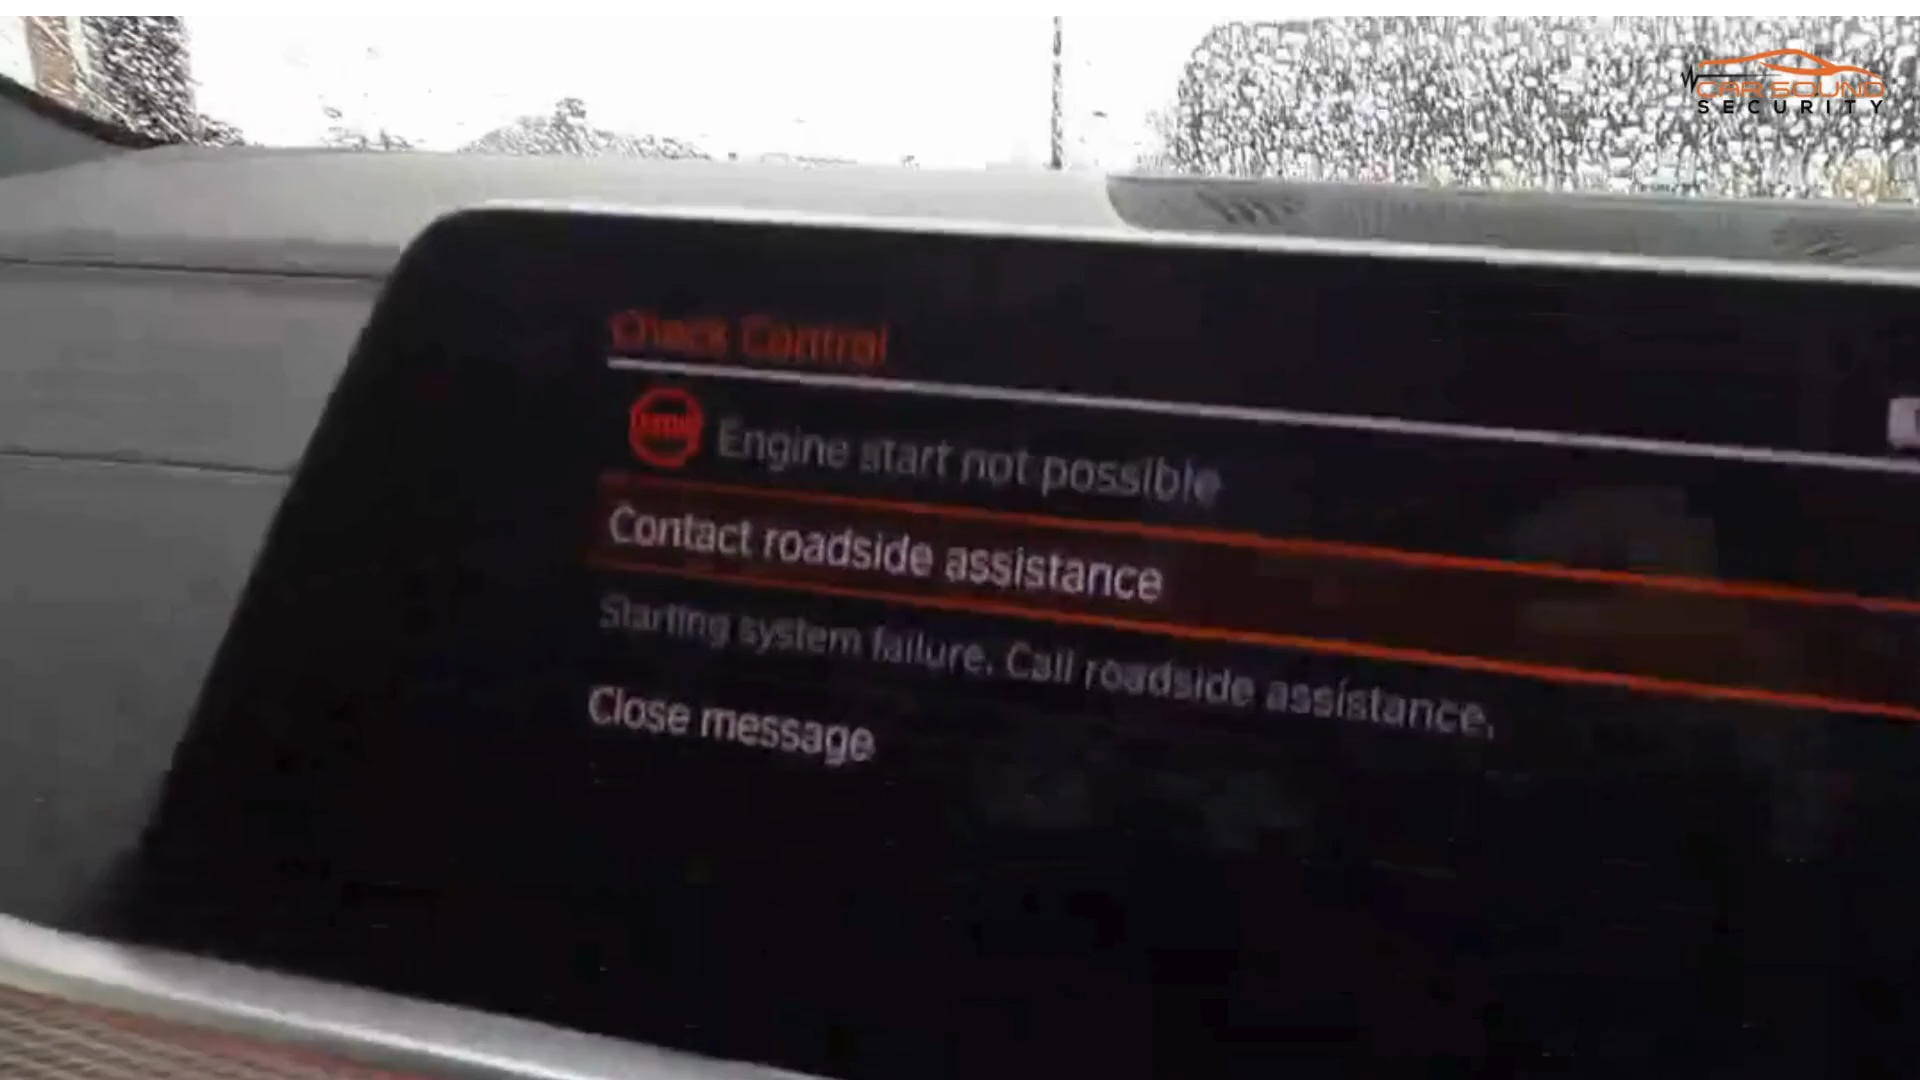 CAR SOUND
SECURITY
Check Control
Engine start not possible
Contact roadside assistance
Starting system failure. Call roadside assistance.
Close message